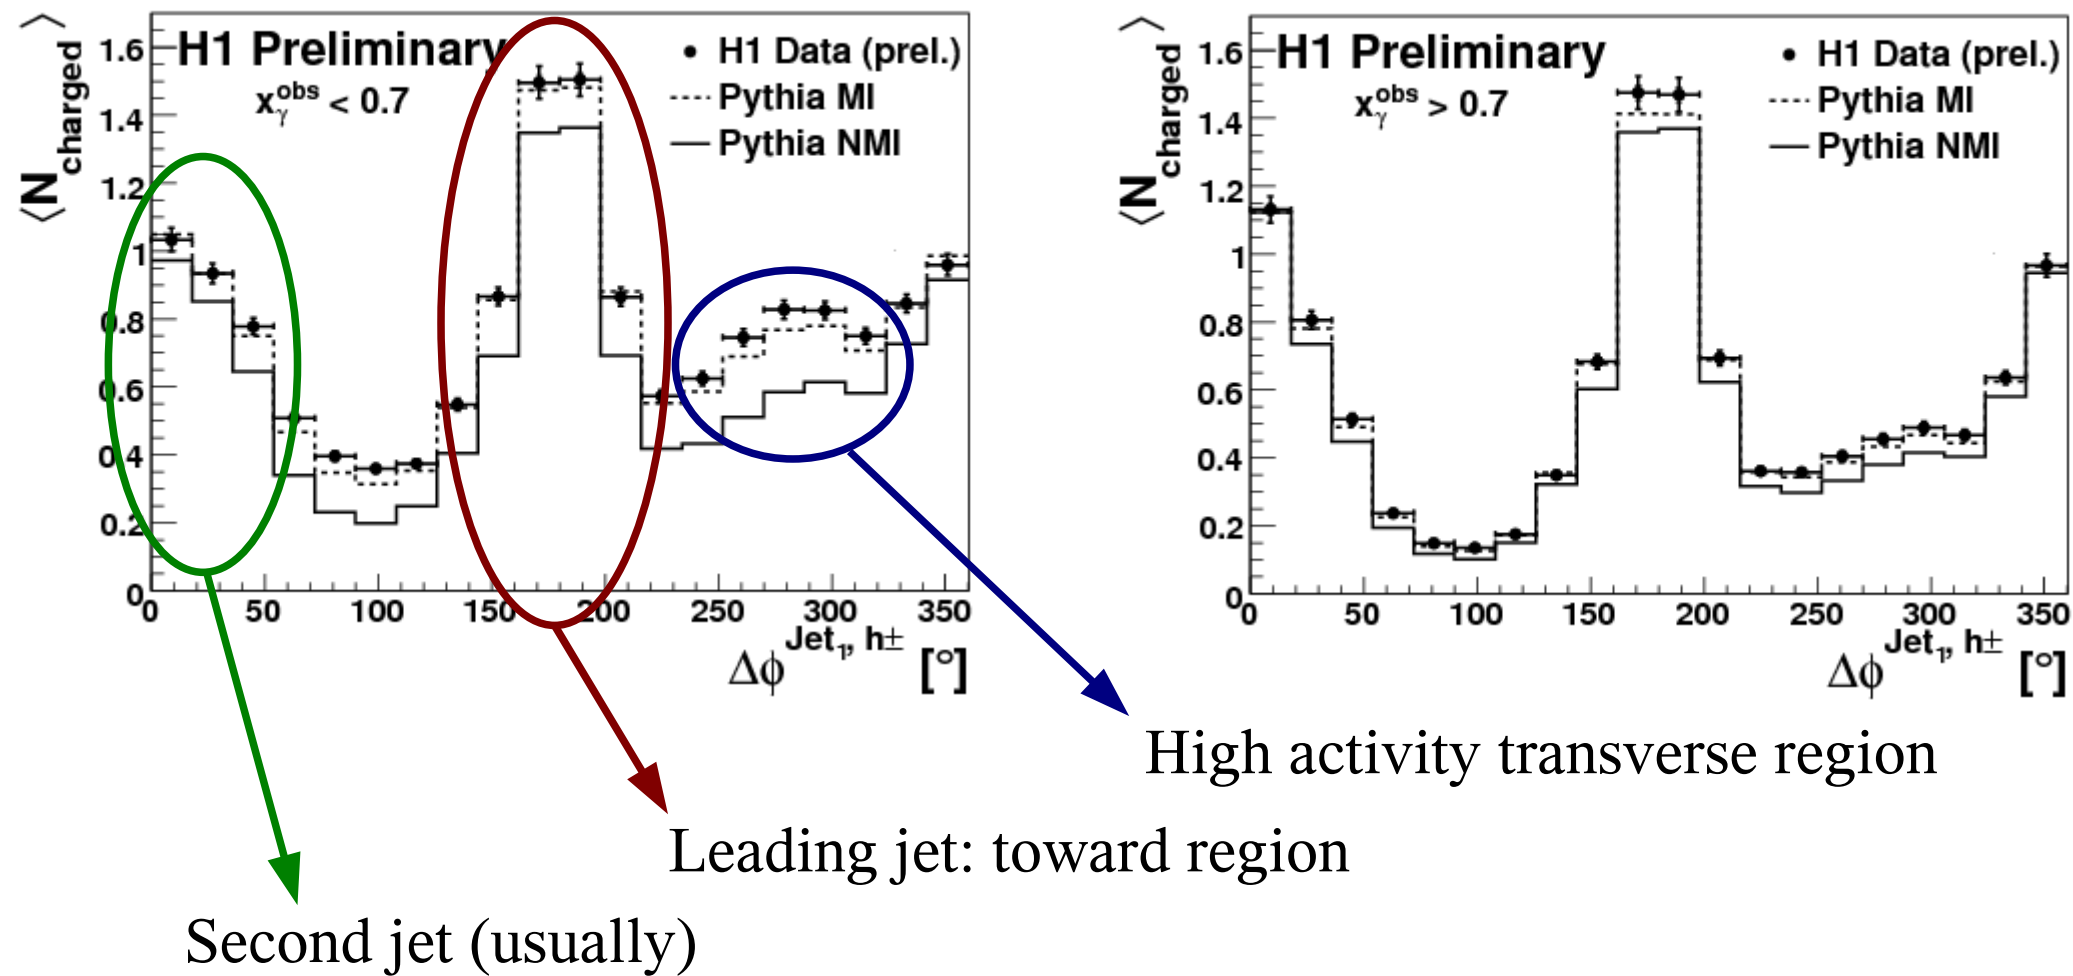 H1 Preliminary
x_γ^obs < 0.7
H1 Data (prel.)
Pythia MI
Pythia NMI
⟨N_charged⟩
1.6
1.4
1.2
1
0.8
0.6
0.4
0.2
0
0 50 100 150 200 250 300 350
Δϕ^Jet₁, h± [°]
H1 Preliminary
x_γ^obs > 0.7
H1 Data (prel.)
Pythia MI
Pythia NMI
⟨N_charged⟩
1.6
1.4
1.2
1
0.8
0.6
0.4
0.2
0
0 50 100 150 200 250 300 350
Δϕ^Jet₁, h± [°]
High activity transverse region
Leading jet: toward region
Second jet (usually)